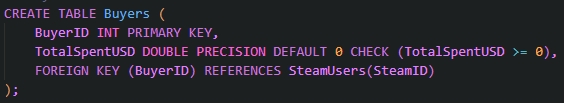 CREATE TABLE Buyers (
    BuyerID INT PRIMARY KEY,
    TotalSpentUSD DOUBLE PRECISION DEFAULT 0 CHECK (TotalSpentUSD >= 0),
    FOREIGN KEY (BuyerID) REFERENCES SteamUsers(SteamID)
);